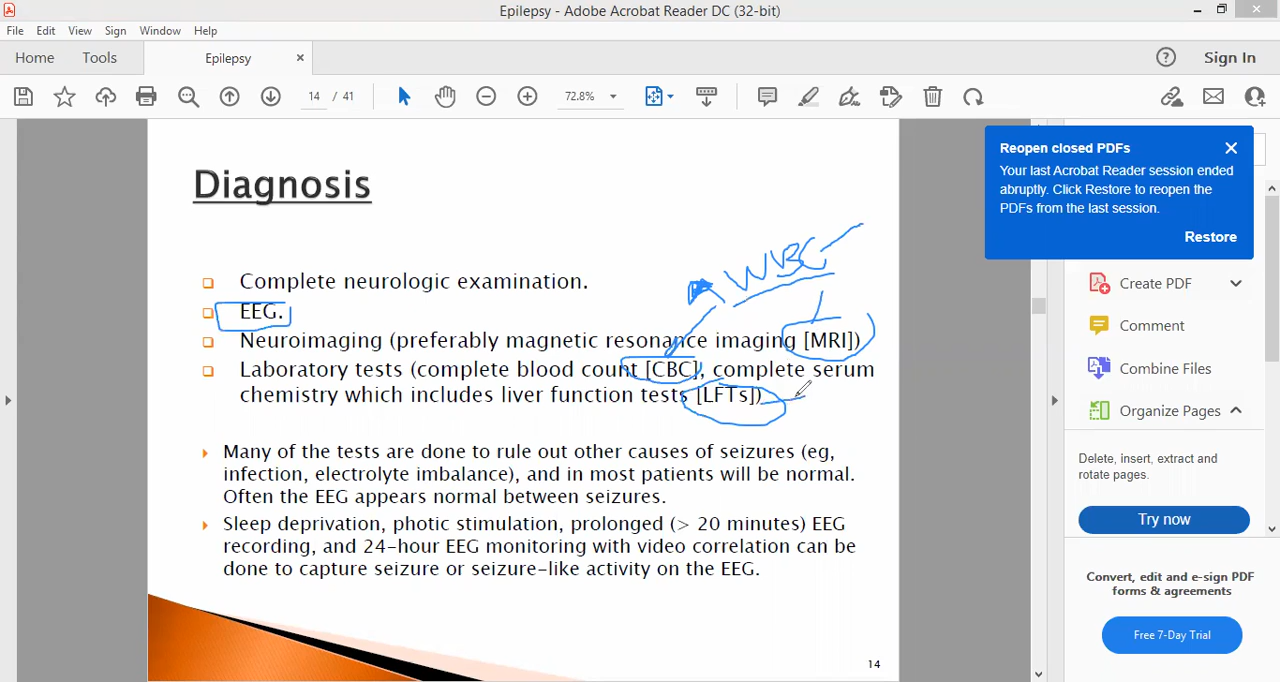 Epilepsy - Adobe Acrobat Reader DC (32-bit)
File Edit View Sign Window Help
Home Tools Epilepsy × Sign In
14 / 41 72.8%
Reopen closed PDFs
Your last Acrobat Reader session ended
abruptly. Click Restore to reopen the
PDFs from the last session.
Restore
Diagnosis
WBC
Complete neurologic examination.
EEG.
Neuroimaging (preferably magnetic resonance imaging [MRI])
Laboratory tests (complete blood count [CBC], complete serum
chemistry which includes liver function tests [LFTs])
Many of the tests are done to rule out other causes of seizures (eg,
infection, electrolyte imbalance), and in most patients will be normal.
Often the EEG appears normal between seizures.
Sleep deprivation, photic stimulation, prolonged (> 20 minutes) EEG
recording, and 24-hour EEG monitoring with video correlation can be
done to capture seizure or seizure-like activity on the EEG.
14
Create PDF
Comment
Combine Files
Organize Pages
Delete, insert, extract and
rotate pages.
Try now
Convert, edit and e-sign PDF
forms & agreements
Free 7-Day Trial